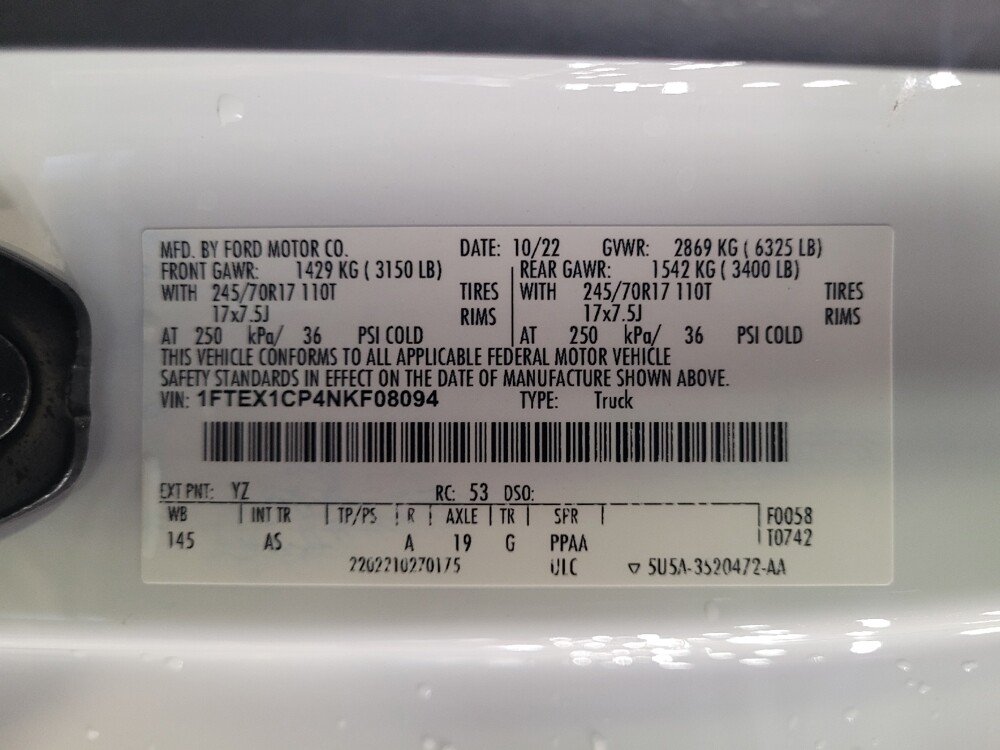 MFD. BY FORD MOTOR CO. DATE: 10/22 GVWR: 2869 KG ( 6325 LB)
FRONT GAWR: 1429 KG ( 3150 LB) REAR GAWR: 1542 KG ( 3400 LB)
WITH 245/70R17 110T TIRES WITH 245/70R17 110T TIRES
17x7.5J RIMS 17x7.5J RIMS
AT 250 kPa/ 36 PSI COLD AT 250 kPa/ 36 PSI COLD
THIS VEHICLE CONFORMS TO ALL APPLICABLE FEDERAL MOTOR VEHICLE
SAFETY STANDARDS IN EFFECT ON THE DATE OF MANUFACTURE SHOWN ABOVE.
VIN: 1FTEX1CP4NKF08094 TYPE: Truck
EXT PNT: YZ RC: 53 DSO:
WB INT TR TP/PS R AXLE TR SPR F0058
145 AS A 19 G PPAA T0742
2202210270175 ULC ▽ 5U5A-3520472-AA